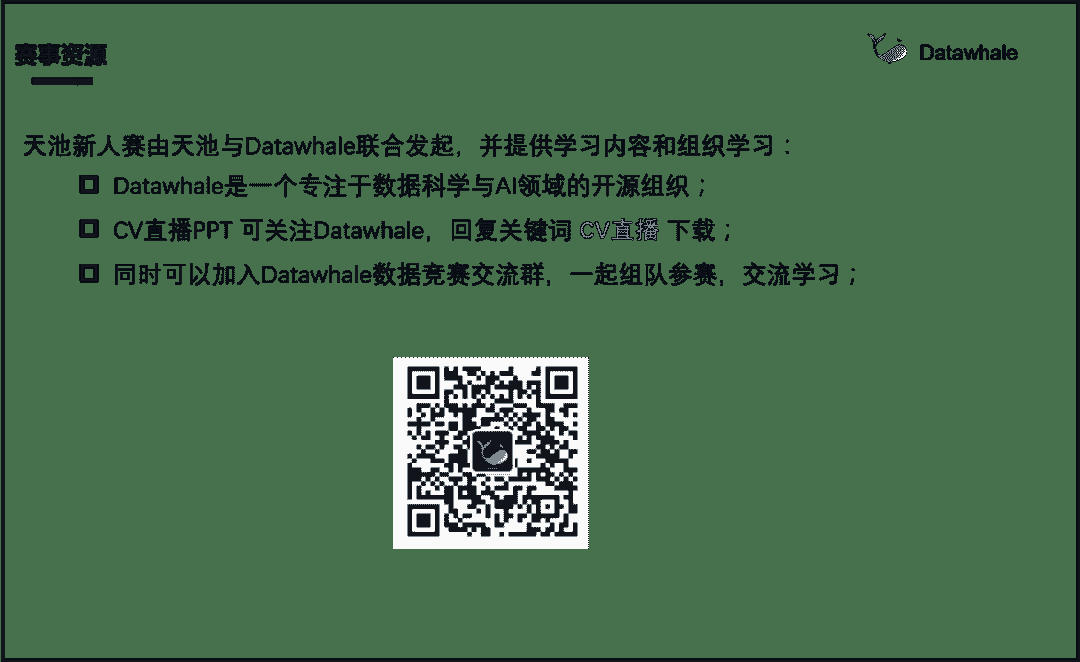 赛事资源
Datawhale
天池新人赛由天池与Datawhale联合发起，并提供学习内容和组织学习：
Datawhale是一个专注于数据科学与AI领域的开源组织；
CV直播PPT 可关注Datawhale，回复关键词 CV直播 下载；
同时可以加入Datawhale数据竞赛交流群，一起组队参赛，交流学习；